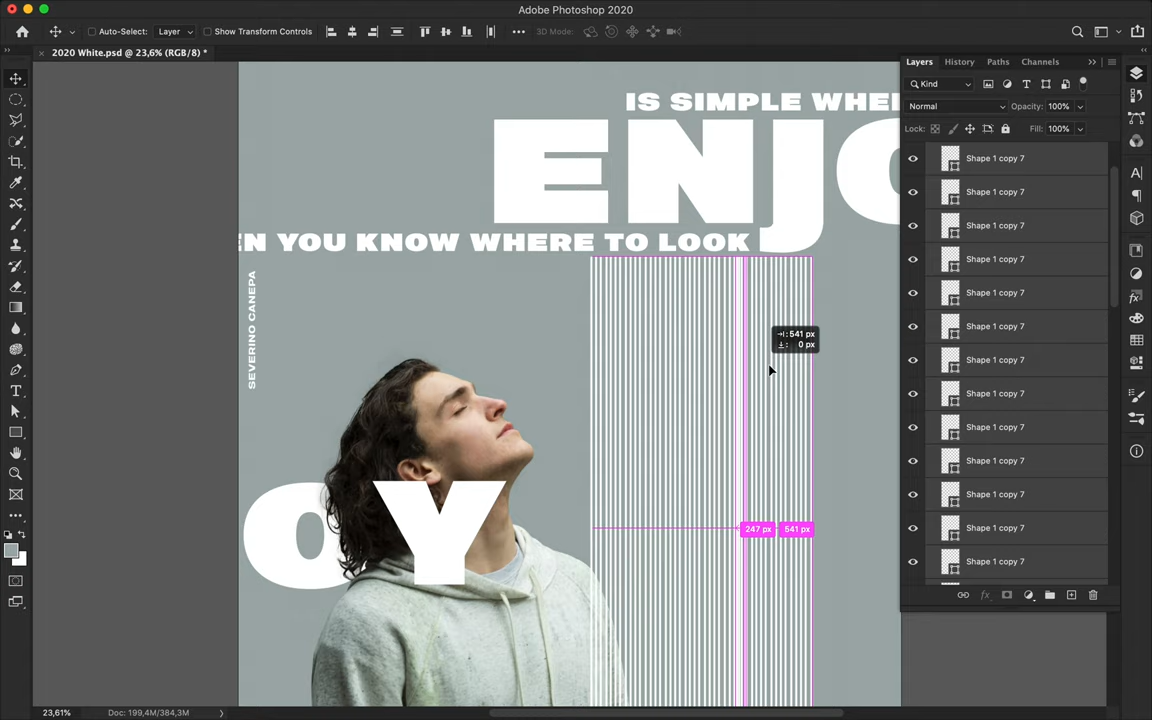 Adobe Photoshop 2020
Auto-Select: Layer Show Transform Controls 3D Mode:
2020 White.psd @ 23,6% (RGB/8) *
Layers History Paths Channels
Kind
Normal Opacity: 100%
Lock: Fill: 100%
Shape 1 copy 7
Shape 1 copy 7
Shape 1 copy 7
Shape 1 copy 7
Shape 1 copy 7
Shape 1 copy 7
Shape 1 copy 7
Shape 1 copy 7
Shape 1 copy 7
Shape 1 copy 7
Shape 1 copy 7
Shape 1 copy 7
Shape 1 copy 7
IS SIMPLE WHE
ENJO
EN YOU KNOW WHERE TO LOOK
SEVERINO CANEPA
OY
541 px
0 px
247 px 541 px
23,61% Doc: 199,4M/384,3M